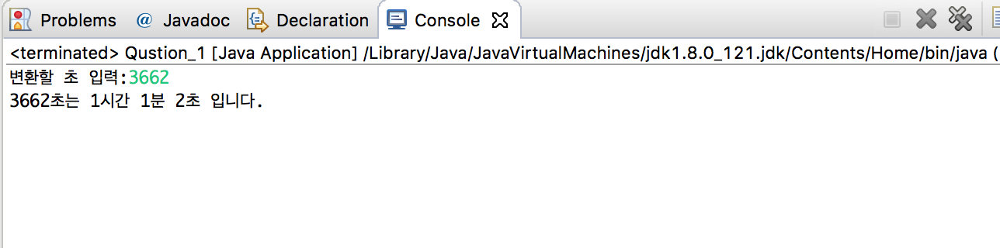 Problems @ Javadoc Declaration Console
<terminated> Qustion_1 [Java Application] /Library/Java/JavaVirtualMachines/jdk1.8.0_121.jdk/Contents/Home/bin/java (
변환할 초 입력:3662
3662초는 1시간 1분 2초 입니다.